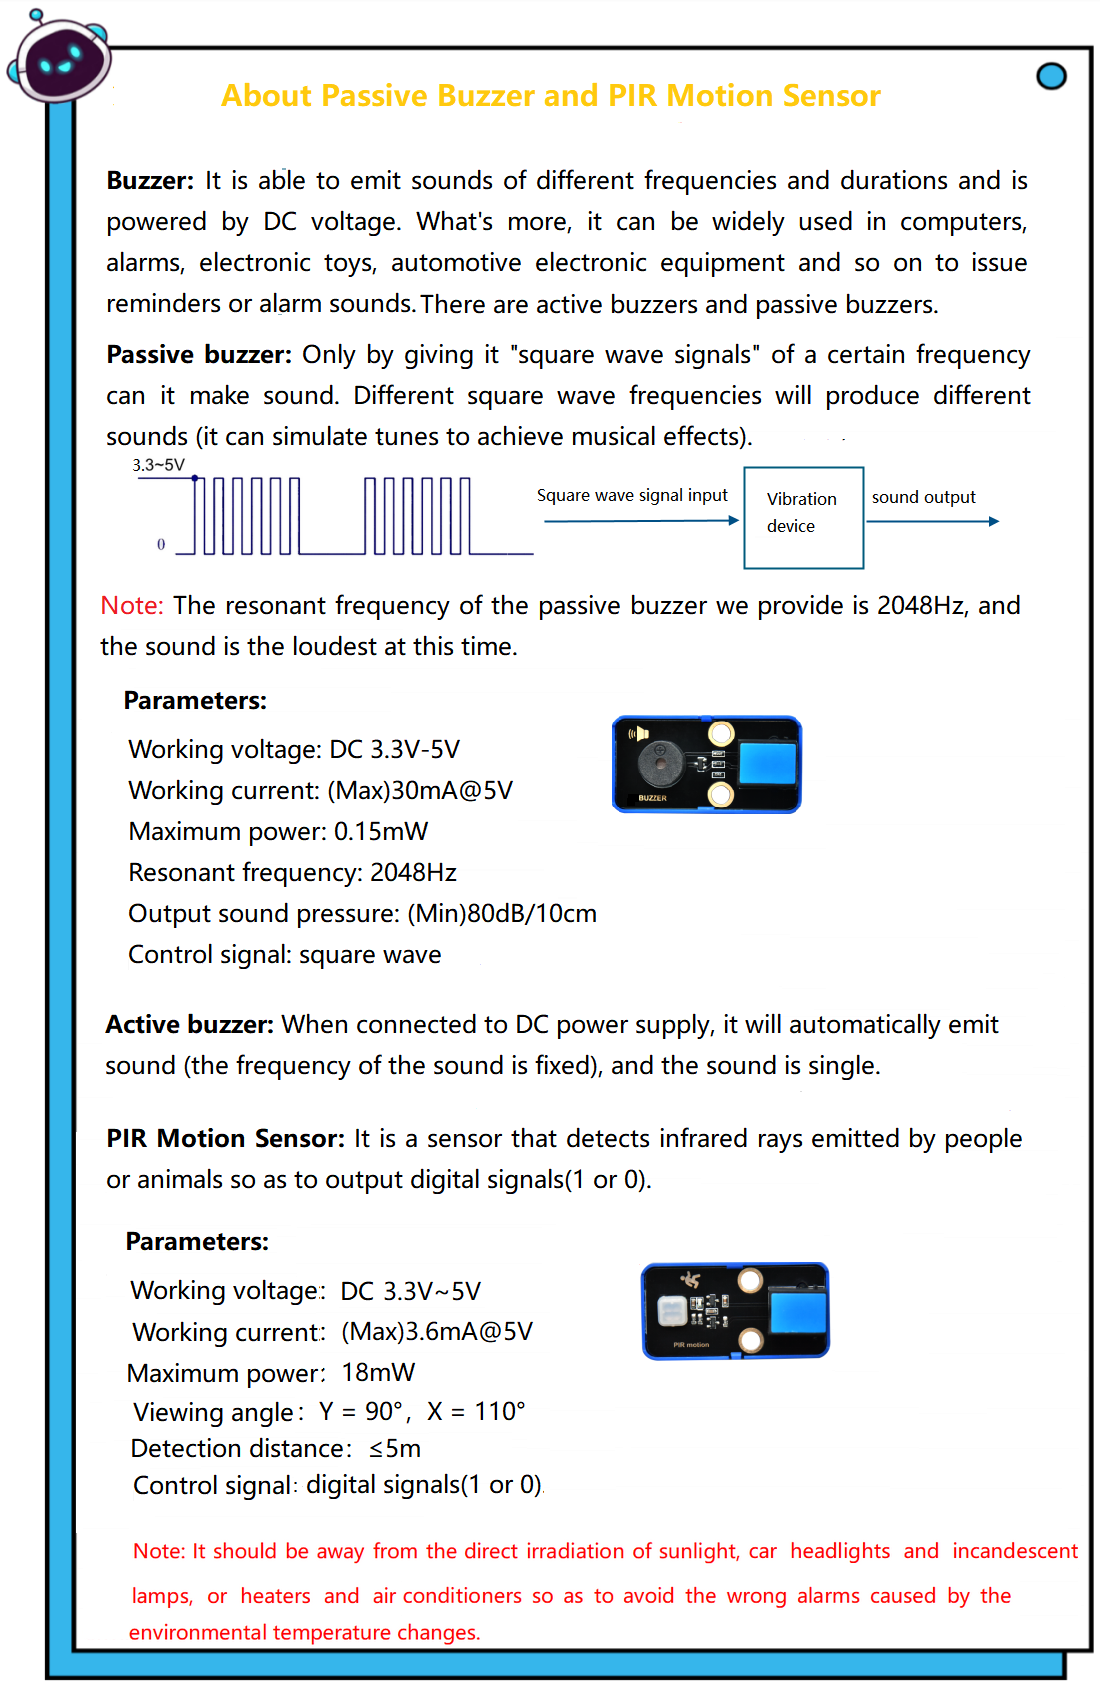 About Passive Buzzer and PIR Motion Sensor
Buzzer: It is able to emit sounds of different frequencies and durations and is
powered by DC voltage. What's more, it can be widely used in computers,
alarms, electronic toys, automotive electronic equipment and so on to issue
reminders or alarm sounds. There are active buzzers and passive buzzers.
Passive buzzer: Only by giving it "square wave signals" of a certain frequency
can it make sound. Different square wave frequencies will produce different
sounds (it can simulate tunes to achieve musical effects).
3.3~5V
0
Square wave signal input
Vibration
device
sound output
Note: The resonant frequency of the passive buzzer we provide is 2048Hz, and
the sound is the loudest at this time.
Parameters:
Working voltage: DC 3.3V-5V
Working current: (Max)30mA@5V
Maximum power: 0.15mW
Resonant frequency: 2048Hz
Output sound pressure: (Min)80dB/10cm
Control signal: square wave
BUZZER
Active buzzer: When connected to DC power supply, it will automatically emit
sound (the frequency of the sound is fixed), and the sound is single.
PIR Motion Sensor: It is a sensor that detects infrared rays emitted by people
or animals so as to output digital signals(1 or 0).
Parameters:
Working voltage: DC 3.3V~5V
Working current: (Max)3.6mA@5V
Maximum power: 18mW
Viewing angle: Y = 90°, X = 110°
Detection distance: ≤5m
Control signal: digital signals(1 or 0)
PIR motion
Note: It should be away from the direct irradiation of sunlight, car headlights and incandescent
lamps, or heaters and air conditioners so as to avoid the wrong alarms caused by the
environmental temperature changes.